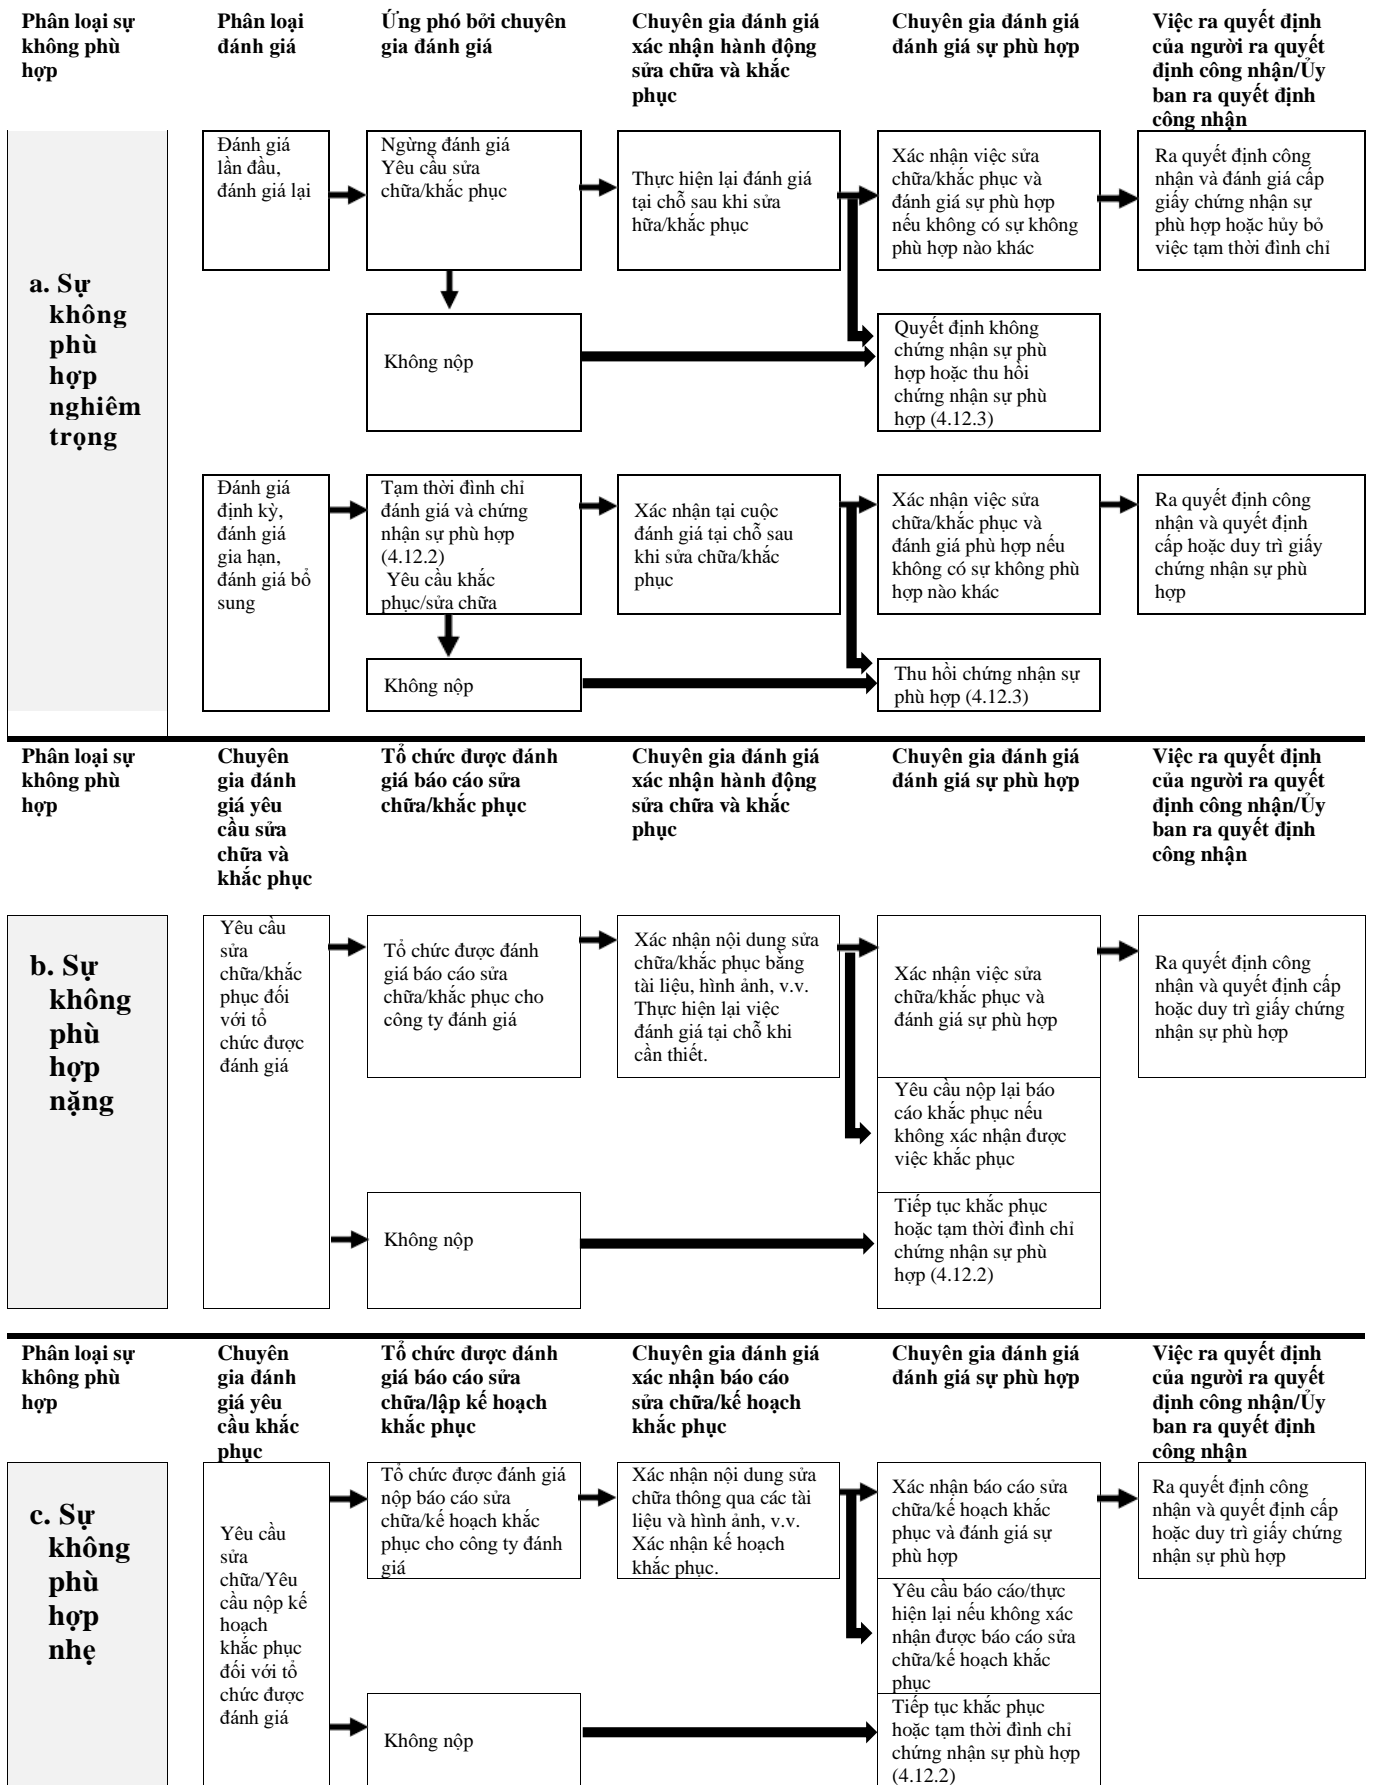 Phân loại sự
không phù
hợp
Phân loại
đánh giá
Ứng phó bởi chuyên
gia đánh giá
Chuyên gia đánh giá
xác nhận hành động
sửa chữa và khắc
phục
Chuyên gia đánh giá
đánh giá sự phù hợp
Việc ra quyết định
của người ra quyết
định công nhận/Ủy
ban ra quyết định
công nhận
a. Sự
không
phù
hợp
nghiêm
trọng
Đánh giá
lần đầu,
đánh giá lại
Ngừng đánh giá
Yêu cầu sửa
chữa/khắc phục
Thực hiện lại đánh giá
tại chỗ sau khi sửa
hữa/khắc phục
Xác nhận việc sửa
chữa/khắc phục và
đánh giá sự phù hợp
nếu không có sự không
phù hợp nào khác
Ra quyết định công
nhận và đánh giá cấp
giấy chứng nhận sự
phù hợp hoặc hủy bỏ
việc tạm thời đình chỉ
Không nộp
Quyết định không
chứng nhận sự phù
hợp hoặc thu hồi
chứng nhận sự phù
hợp (4.12.3)
Đánh giá
định kỳ,
đánh giá
gia hạn,
đánh giá bổ
sung
Tạm thời đình chỉ
đánh giá và chứng
nhận sự phù hợp
(4.12.2)
Yêu cầu khắc
phục/sửa chữa
Xác nhận tại cuộc
đánh giá tại chỗ sau
khi sửa chữa/khắc
phục
Xác nhận việc sửa
chữa/khắc phục và
đánh giá phù hợp nếu
không có sự không phù
hợp nào khác
Ra quyết định công
nhận và quyết định
cấp hoặc duy trì giấy
chứng nhận sự phù
hợp
Không nộp
Thu hồi chứng nhận sự
phù hợp (4.12.3)
Phân loại sự
không phù
hợp
Chuyên
gia đánh
giá yêu
cầu sửa
chữa và
khắc phục
Tổ chức được đánh
giá báo cáo sửa
chữa/khắc phục
Chuyên gia đánh giá
xác nhận hành động
sửa chữa và khắc
phục
Chuyên gia đánh giá
đánh giá sự phù hợp
Việc ra quyết định
của người ra quyết
định công nhận/Ủy
ban ra quyết định
công nhận
b. Sự
không
phù
hợp
nặng
Yêu cầu
sửa
chữa/khắc
phục đối
với tổ
chức được
đánh giá
Tổ chức được đánh
giá báo cáo sửa
chữa/khắc phục cho
công ty đánh giá
Xác nhận nội dung sửa
chữa/khắc phục bằng
tài liệu, hình ảnh, v.v.
Thực hiện lại việc
đánh giá tại chỗ khi
cần thiết.
Xác nhận việc sửa
chữa/khắc phục và
đánh giá sự phù hợp
Ra quyết định công
nhận và quyết định cấp
hoặc duy trì giấy chứng
nhận sự phù hợp
Yêu cầu nộp lại báo
cáo khắc phục nếu
không xác nhận được
việc khắc phục
Không nộp
Tiếp tục khắc phục
hoặc tạm thời đình chỉ
chứng nhận sự phù
hợp (4.12.2)
Phân loại sự
không phù
hợp
Chuyên
gia đánh
giá yêu
cầu khắc
phục
Tổ chức được đánh
giá báo cáo sửa
chữa/lập kế hoạch
khắc phục
Chuyên gia đánh giá
xác nhận báo cáo
sửa chữa/kế hoạch
khắc phục
Chuyên gia đánh giá
đánh giá sự phù hợp
Việc ra quyết định
của người ra quyết
định công nhận/Ủy
ban ra quyết định
công nhận
c. Sự
không
phù
hợp
nhẹ
Yêu cầu
sửa
chữa/Yêu
cầu nộp kế
hoạch
khắc phục
đối với tổ
chức được
đánh giá
Tổ chức được đánh giá
nộp báo cáo sửa
chữa/kế hoạch khắc
phục cho công ty đánh
giá
Xác nhận nội dung sửa
chữa thông qua các tài
liệu và hình ảnh, v.v.
Xác nhận kế hoạch
khắc phục.
Xác nhận báo cáo sửa
chữa/kế hoạch khắc
phục và đánh giá sự
phù hợp
Ra quyết định công
nhận và quyết định cấp
hoặc duy trì giấy chứng
nhận sự phù hợp
Yêu cầu báo cáo/thực
hiện lại nếu không xác
nhận được báo cáo sửa
chữa/kế hoạch khắc
phục
Không nộp
Tiếp tục khắc phục
hoặc tạm thời đình chỉ
chứng nhận sự phù hợp
(4.12.2)